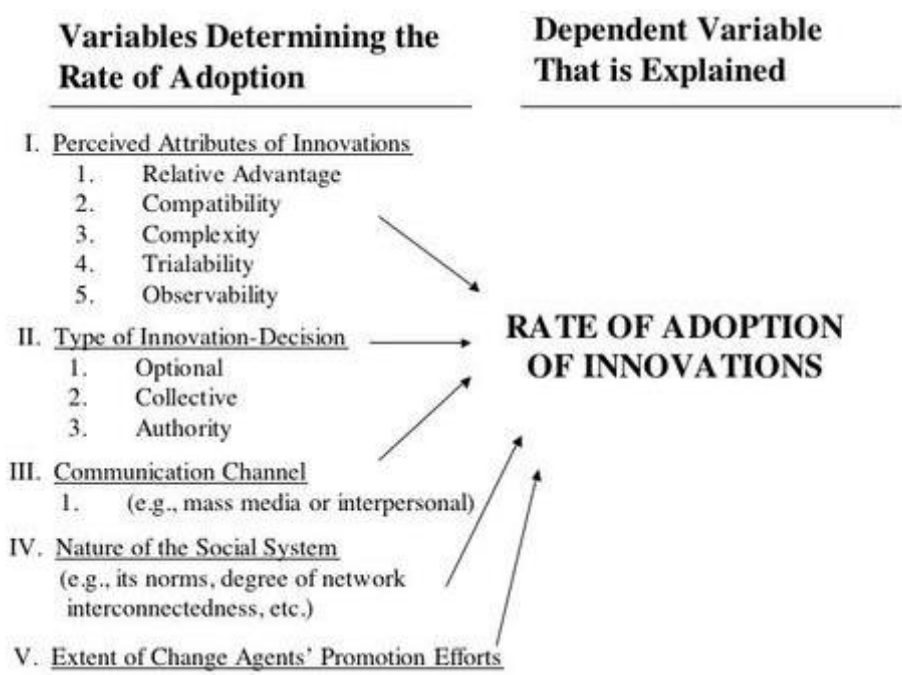 Variables Determining the
Rate of Adoption
Dependent Variable
That is Explained
I. Perceived Attributes of Innovations
1. Relative Advantage
2. Compatibility
3. Complexity
4. Trialability
5. Observability
II. Type of Innovation-Decision
1. Optional
2. Collective
3. Authority
III. Communication Channel
1. (e.g., mass media or interpersonal)
IV. Nature of the Social System
(e.g., its norms, degree of network
interconnectedness, etc.)
V. Extent of Change Agents' Promotion Efforts
RATE OF ADOPTION
OF INNOVATIONS